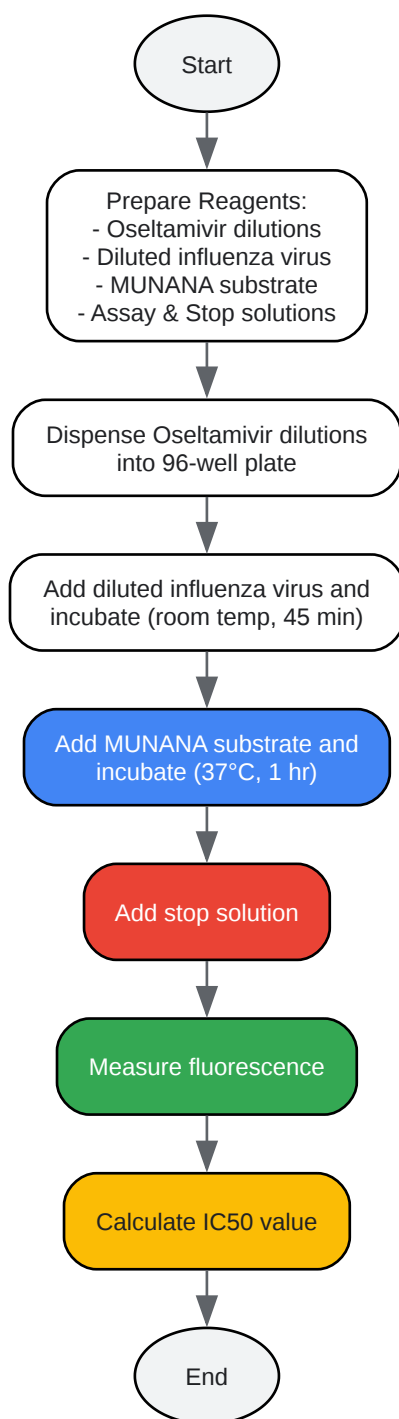 Start
Prepare Reagents:
- Oseltamivir dilutions
- Diluted influenza virus
- MUNANA substrate
- Assay & Stop solutions
Dispense Oseltamivir dilutions
into 96-well plate
Add diluted influenza virus and
incubate (room temp, 45 min)
Add MUNANA substrate and
incubate (37°C, 1 hr)
Add stop solution
Measure fluorescence
Calculate IC50 value
End